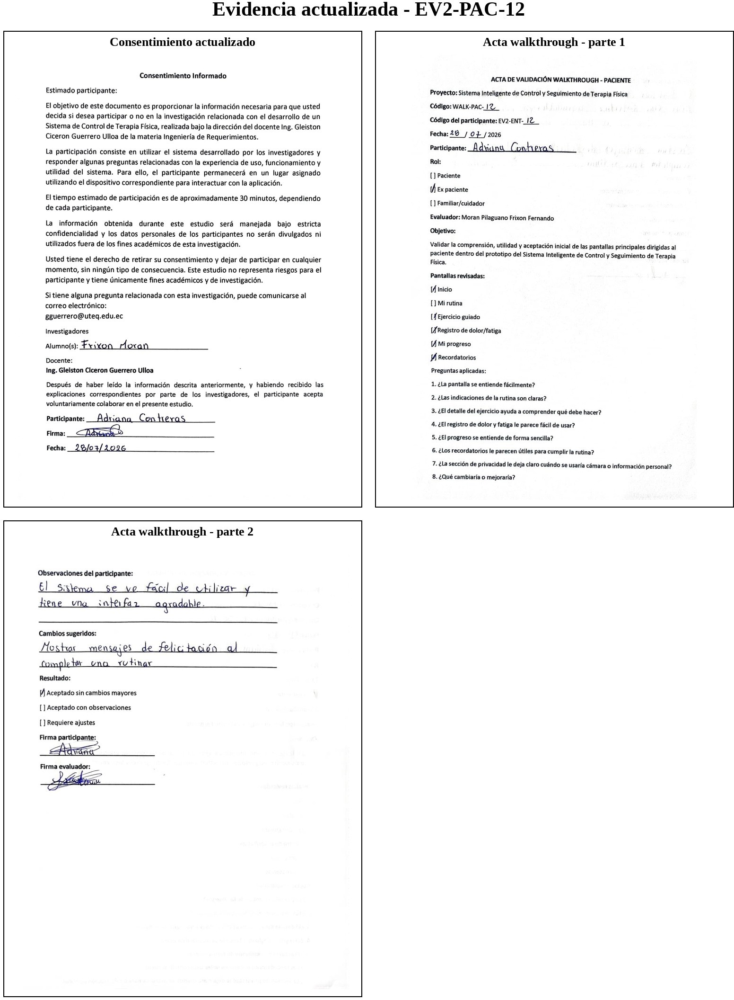 Evidencia actualizada - EV2-PAC-12
Consentimiento actualizado
Consentimiento Informado
Estimado participante:
El objetivo de este documento es proporcionar la información necesaria para que usted
decida si desea participar o no en la investigación relacionada con el desarrollo de un
Sistema de Control de Terapia Física, realizada bajo la dirección del docente Ing. Gleiston
Ciceron Guerrero Ulloa de la materia Ingeniería de Requerimientos.
La participación consiste en utilizar el sistema desarrollado por los investigadores y
responder algunas preguntas relacionadas con la experiencia de uso, funcionamiento y
utilidad del sistema. Para ello, el participante permanecerá en un lugar asignado
utilizando el dispositivo correspondiente para interactuar con la aplicación.
El tiempo estimado de participación es de aproximadamente 30 minutos, dependiendo
de cada participante.
La información obtenida durante este estudio será manejada bajo estricta
confidencialidad y los datos personales de los participantes no serán divulgados ni
utilizados fuera de los fines académicos de esta investigación.
Usted tiene el derecho de retirar su consentimiento y dejar de participar en cualquier
momento, sin ningún tipo de consecuencia. Este estudio no representa riesgos para el
participante y tiene únicamente fines académicos y de investigación.
Si tiene alguna pregunta relacionada con esta investigación, puede comunicarse al
correo electrónico:
gguerrero@uteq.edu.ec
Investigadores
Alumno(s): Frixon Moran
Docente:
Ing. Gleiston Ciceron Guerrero Ulloa
Después de haber leído la información descrita anteriormente, y habiendo recibido las
explicaciones correspondientes por parte de los investigadores, el participante acepta
voluntariamente colaborar en el presente estudio.
Participante: Adriana Contreras
Firma: Adriana
Fecha: 28/07/2026
Acta walkthrough - parte 1
ACTA DE VALIDACIÓN WALKTHROUGH - PACIENTE
Proyecto: Sistema Inteligente de Control y Seguimiento de Terapia Física
Código: WALK-PAC-12
Código del participante: EV2-ENT-12
Fecha: 28 / 07 / 2026
Participante: Adriana Contreras
Rol:
[ ] Paciente
[/] Ex paciente
[ ] Familiar/cuidador
Evaluador: Moran Pilaguano Frixon Fernando
Objetivo:
Validar la comprensión, utilidad y aceptación inicial de las pantallas principales dirigidas al
paciente dentro del prototipo del Sistema Inteligente de Control y Seguimiento de Terapia
Física.
Pantallas revisadas:
[/] Inicio
[ ] Mi rutina
[/] Ejercicio guiado
[/] Registro de dolor/fatiga
[/] Mi progreso
[/] Recordatorios
Preguntas aplicadas:
1. ¿La pantalla se entiende fácilmente?
2. ¿Las indicaciones de la rutina son claras?
3. ¿El detalle del ejercicio ayuda a comprender qué debe hacer?
4. ¿El registro de dolor y fatiga le parece fácil de usar?
5. ¿El progreso se entiende de forma sencilla?
6. ¿Los recordatorios le parecen útiles para cumplir la rutina?
7. ¿La sección de privacidad le deja claro cuándo se usaría cámara o información personal?
8. ¿Qué cambiaría o mejoraría?
Acta walkthrough - parte 2
Observaciones del participante:
El sistema se ve fácil de utilizar y
tiene una interfaz agradable.
Cambios sugeridos:
Mostrar mensajes de felicitación al
completar una rutinar
Resultado:
[/] Aceptado sin cambios mayores
[ ] Aceptado con observaciones
[ ] Requiere ajustes
Firma participante:
Adriana
Firma evaluador: